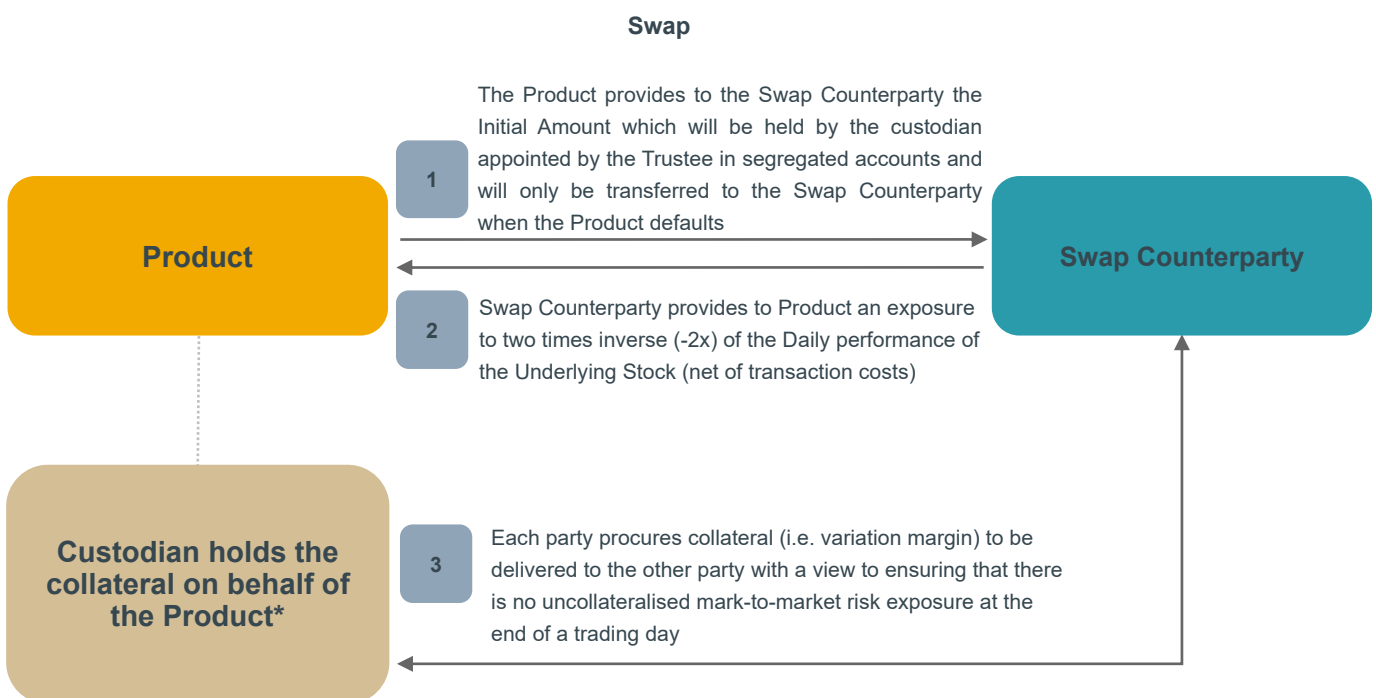 Swap
The Product provides to the Swap Counterparty the
Initial Amount which will be held by the custodian
appointed by the Trustee in segregated accounts and
will only be transferred to the Swap Counterparty
when the Product defaults
1
Product
Swap Counterparty
2
Swap Counterparty provides to Product an exposure
to two times inverse (-2x) of the Daily performance of
the Underlying Stock (net of transaction costs)
Custodian holds the
collateral on behalf of
the Product*
3
Each party procures collateral (i.e. variation margin) to be
delivered to the other party with a view to ensuring that there
is no uncollateralised mark-to-market risk exposure at the
end of a trading day